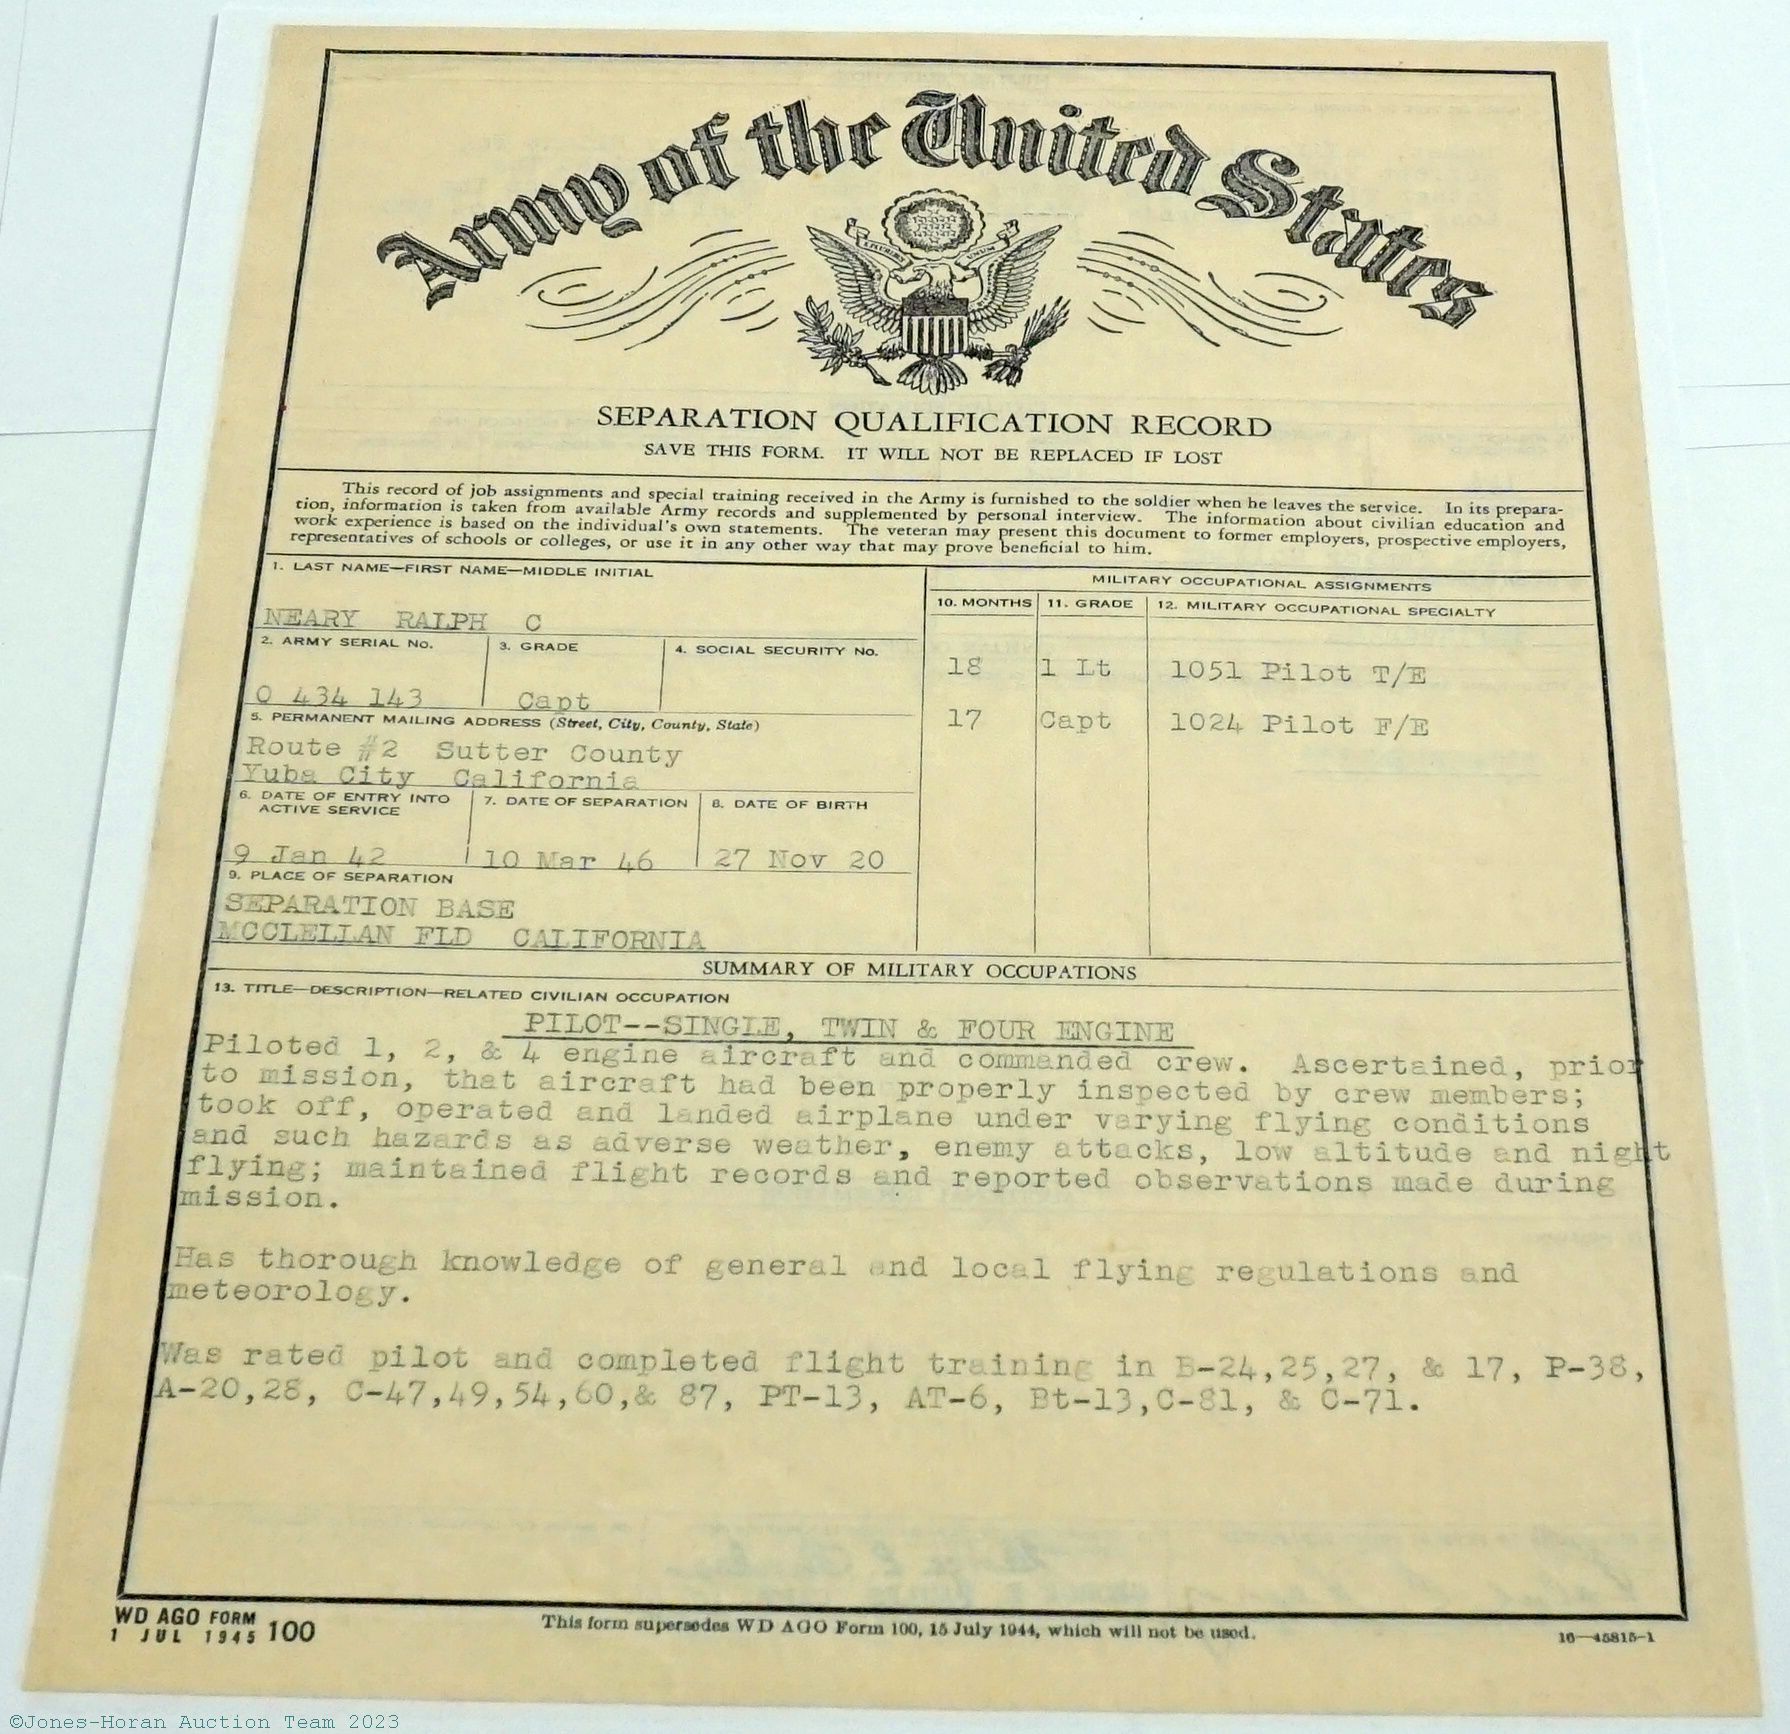 Army of the United States
E PLURIBUS UNUM
SEPARATION QUALIFICATION RECORD
SAVE THIS FORM. IT WILL NOT BE REPLACED IF LOST
This record of job assignments and special training received in the Army is furnished to the soldier when he leaves the service. In its prepara-
tion, information is taken from available Army records and supplemented by personal interview. The information about civilian education and
work experience is based on the individual's own statements. The veteran may present this document to former employers, prospective employers,
representatives of schools or colleges, or use it in any other way that may prove beneficial to him.
1. LAST NAME—FIRST NAME—MIDDLE INITIAL
NEARY RALPH C
2. ARMY SERIAL No. 3. GRADE 4. SOCIAL SECURITY No.
O 434 143 Capt
5. PERMANENT MAILING ADDRESS (Street, City, County, State)
Route #2 Sutter County
Yuba City California
6. DATE OF ENTRY INTO ACTIVE SERVICE 7. DATE OF SEPARATION 8. DATE OF BIRTH
9 Jan 42 10 Mar 46 27 Nov 20
9. PLACE OF SEPARATION
SEPARATION BASE
MCCLELLAN FLD CALIFORNIA
MILITARY OCCUPATIONAL ASSIGNMENTS
10. MONTHS 11. GRADE 12. MILITARY OCCUPATIONAL SPECIALTY
18 1 Lt 1051 Pilot T/E
17 Capt 1024 Pilot F/E
SUMMARY OF MILITARY OCCUPATIONS
13. TITLE—DESCRIPTION—RELATED CIVILIAN OCCUPATION
PILOT--SINGLE, TWIN & FOUR ENGINE
Piloted 1, 2, & 4 engine aircraft and commanded crew. Ascertained, prior
to mission, that aircraft had been properly inspected by crew members;
took off, operated and landed airplane under varying flying conditions
and such hazards as adverse weather, enemy attacks, low altitude and night
flying; maintained flight records and reported observations made during
mission.
Has thorough knowledge of general and local flying regulations and
meteorology.
Was rated pilot and completed flight training in B-24,25,27, & 17, P-38,
A-20,28, C-47,49,54,60,& 87, PT-13, AT-6, Bt-13,C-81, & C-71.
WD AGO FORM 100
1 JUL 1945
This form supersedes WD AGO Form 100, 15 July 1944, which will not be used.
16—45815-1
©Jones-Horan Auction Team 2023